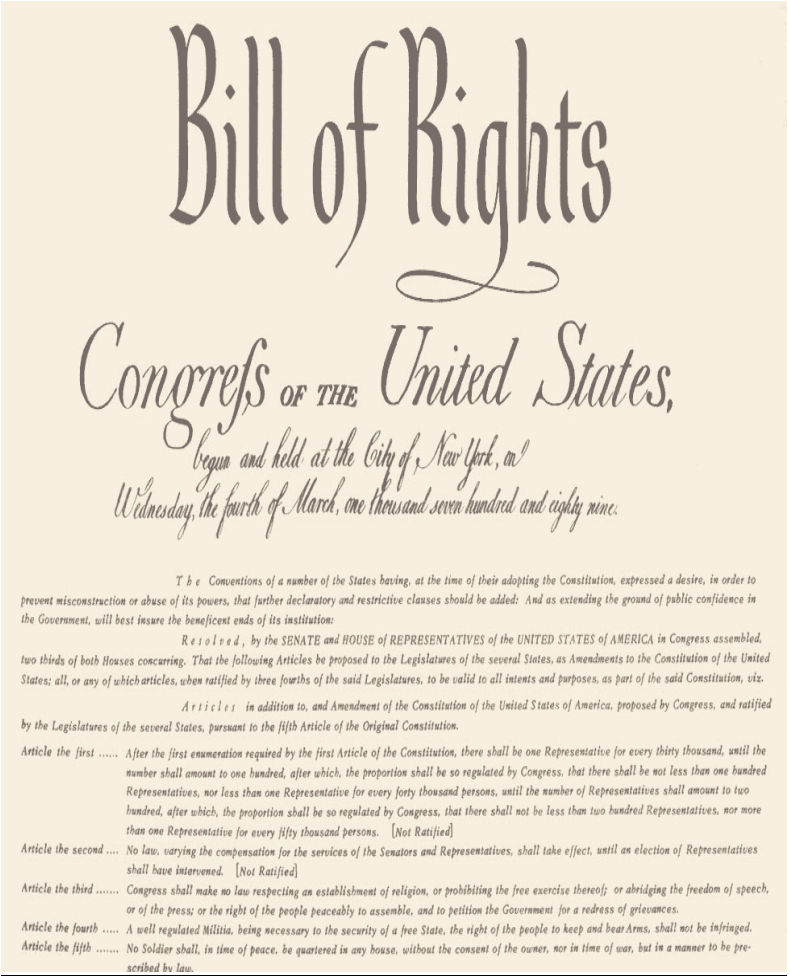 Bill of Rights
Congreſs OF THE United States,
begun and held at the City of New York, on
Wednesday, the fourth of March, one thousand seven hundred and eighty nine.
The Conventions of a number of the States having, at the time of their adopting the Constitution, expressed a desire, in order to
prevent misconstruction or abuse of its powers, that further declaratory and restrictive clauses should be added: And as extending the ground of public confidence in
the Government, will best insure the beneficent ends of its institution:
Resolved, by the SENATE and HOUSE of REPRESENTATIVES of the UNITED STATES of AMERICA in Congress assembled,
two thirds of both Houses concurring. That the following Articles be proposed to the Legislatures of the several States, as Amendments to the Constitution of the United
States; all, or any of which articles, when ratified by three fourths of the said Legislatures, to be valid to all intents and purposes, as part of the said Constitution, viz.
Articles in addition to, and Amendment of the Constitution of the United States of America, proposed by Congress, and ratified
by the Legislatures of the several States, pursuant to the fifth Article of the Original Constitution.
Article the first ...... After the first enumeration required by the first Article of the Constitution, there shall be one Representative for every thirty thousand, until the
number shall amount to one hundred, after which, the proportion shall be so regulated by Congress, that there shall be not less than one hundred
Representatives, nor less than one Representative for every forty thousand persons, until the number of Representatives shall amount to two
hundred, after which, the proportion shall be so regulated by Congress, that there shall not be less than two hundred Representatives, nor more
than one Representative for every fifty thousand persons. [Not Ratified]
Article the second .... No law, varying the compensation for the services of the Senators and Representatives, shall take effect, until an election of Representatives
shall have intervened. [Not Ratified]
Article the third ....... Congress shall make no law respecting an establishment of religion, or prohibiting the free exercise thereof; or abridging the freedom of speech,
or of the press; or the right of the people peaceably to assemble, and to petition the Government for a redress of grievances.
Article the fourth ..... A well regulated Militia, being necessary to the security of a free State, the right of the people to keep and bear Arms, shall not be infringed.
Article the fifth ....... No Soldier shall, in time of peace, be quartered in any house, without the consent of the owner, nor in time of war, but in a manner to be pre-
scribed by law.